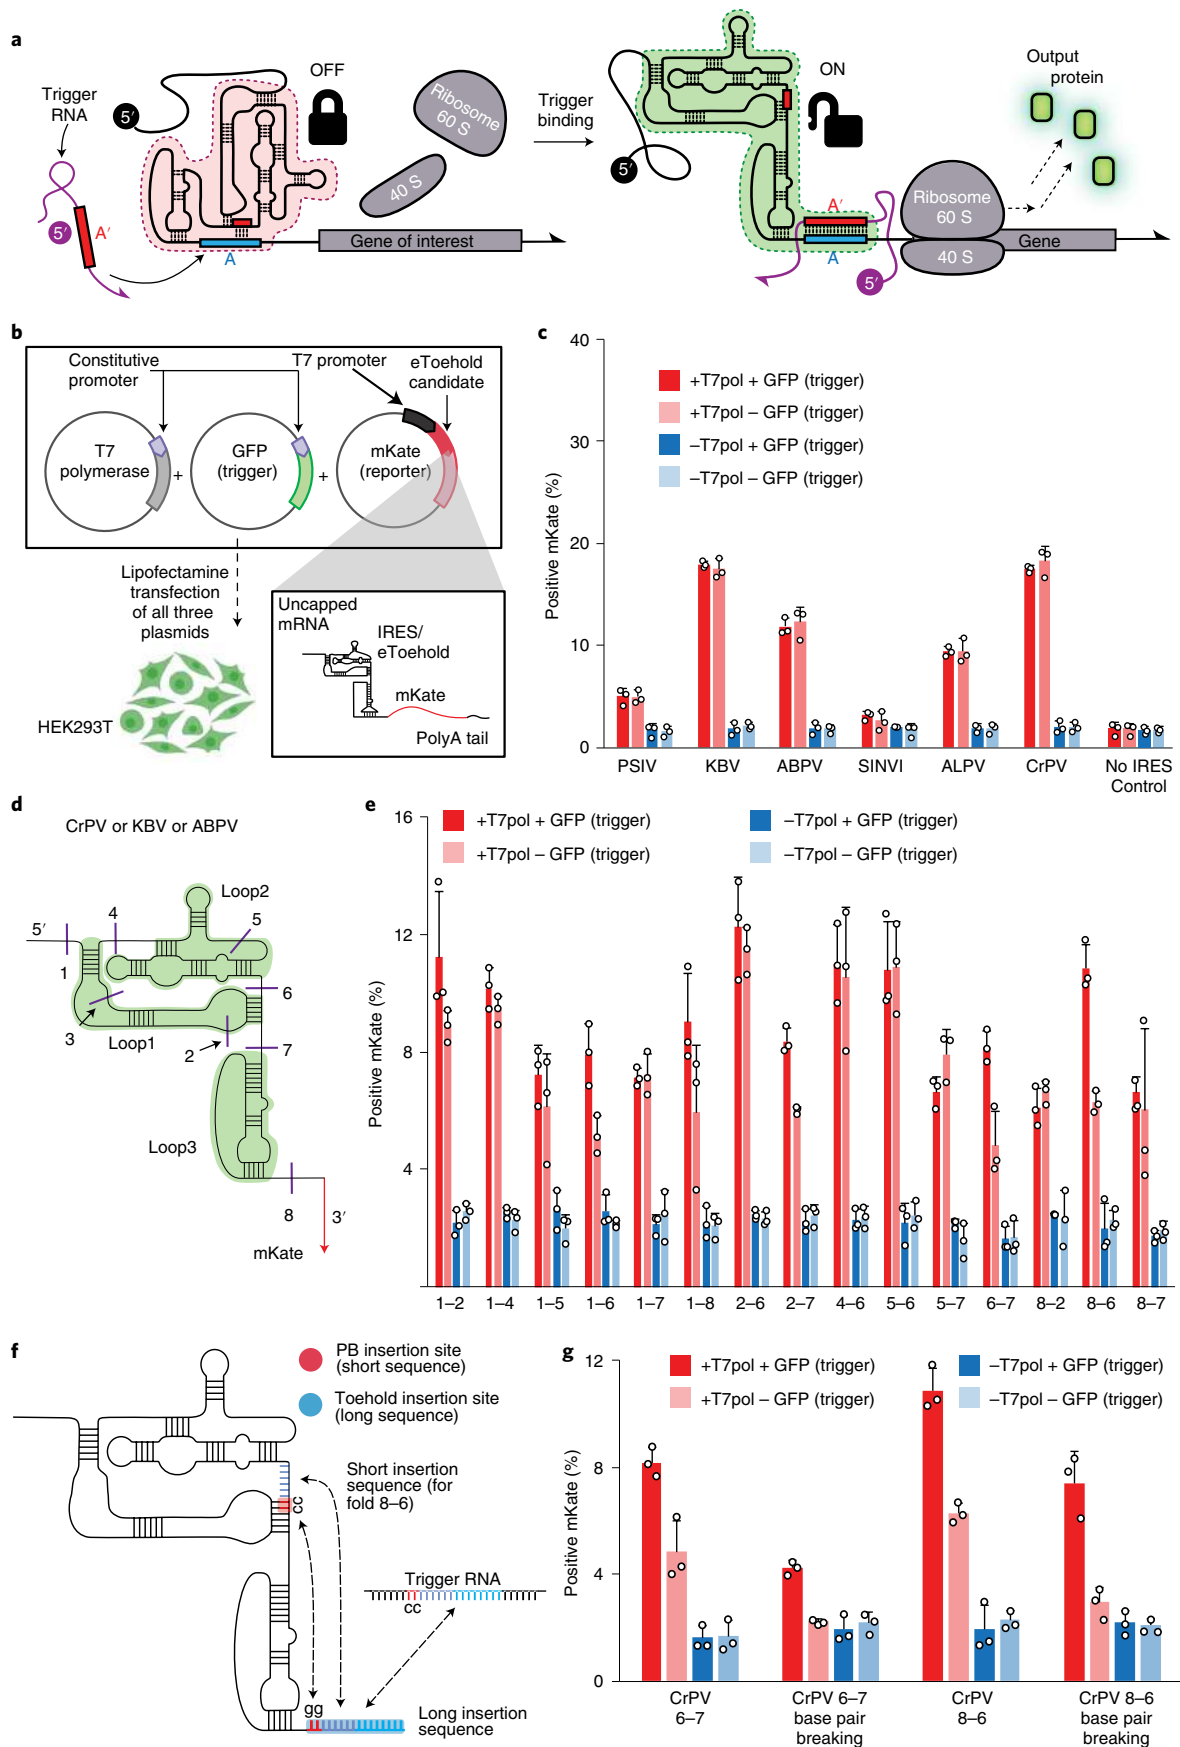 a
Trigger
RNA
5′
5′
A′
OFF
A
Ribosome
60 S
40 S
Gene of interest
Trigger
binding
5′
ON
A′
A
5′
Output
protein
Ribosome
60 S
40 S
Gene
b
Constitutive
promoter
T7 promoter
eToehold
candidate
T7
polymerase
+
GFP
(trigger)
+
mKate
(reporter)
Lipofectamine
transfection
of all three
plasmids
HEK293T
Uncapped
mRNA
IRES/
eToehold
mKate
PolyA tail
c
Positive mKate (%)
40
30
20
10
0
+T7pol + GFP (trigger)
+T7pol – GFP (trigger)
–T7pol + GFP (trigger)
–T7pol – GFP (trigger)
PSIV
KBV
ABPV
SINVI
ALPV
CrPV
No IRES
Control
d
CrPV or KBV or ABPV
5′
4
Loop2
5
1
6
3
Loop1
2
7
Loop3
8
3′
mKate
e
Positive mKate (%)
16
12
8
4
+T7pol + GFP (trigger)
+T7pol – GFP (trigger)
–T7pol + GFP (trigger)
–T7pol – GFP (trigger)
1–2
1–4
1–5
1–6
1–7
1–8
2–6
2–7
4–6
5–6
5–7
6–7
8–2
8–6
8–7
f
PB insertion site
(short sequence)
Toehold insertion site
(long sequence)
Short insertion
sequence (for
fold 8–6)
cc
Trigger RNA
cc
gg
Long insertion
sequence
g
Positive mKate (%)
12
8
4
0
+T7pol + GFP (trigger)
+T7pol – GFP (trigger)
–T7pol + GFP (trigger)
–T7pol – GFP (trigger)
CrPV
6–7
CrPV 6–7
base pair
breaking
CrPV
8–6
CrPV 8–6
base pair
breaking